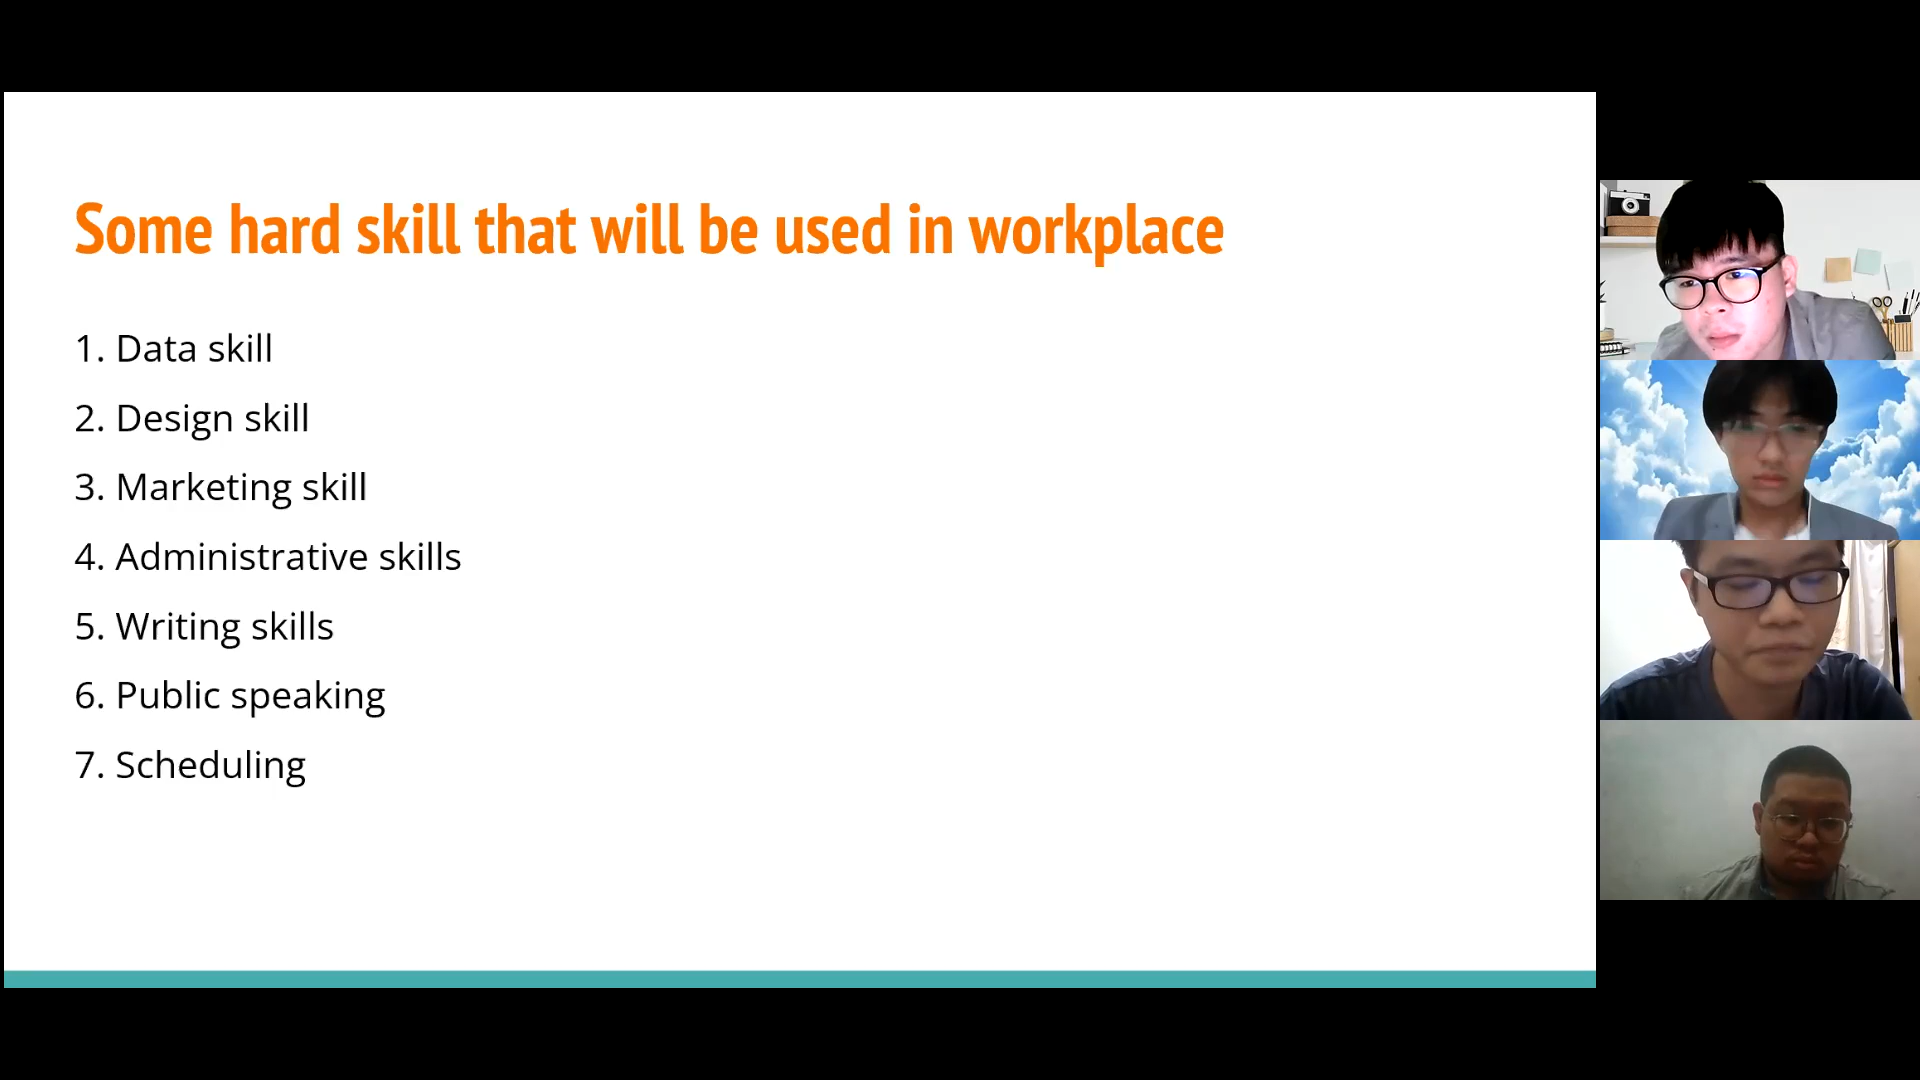 Some hard skill that will be used in workplace
1. Data skill
2. Design skill
3. Marketing skill
4. Administrative skills
5. Writing skills
6. Public speaking
7. Scheduling